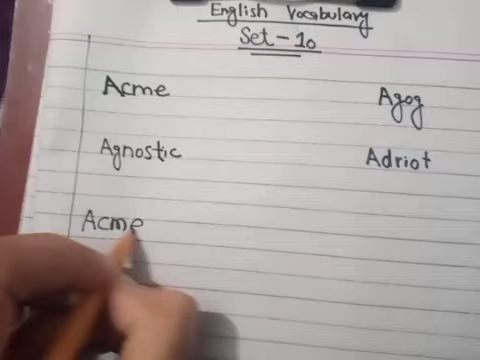 English Vocabulary
Set - 10
Acme Agog
Agnostic Adriot
Acme